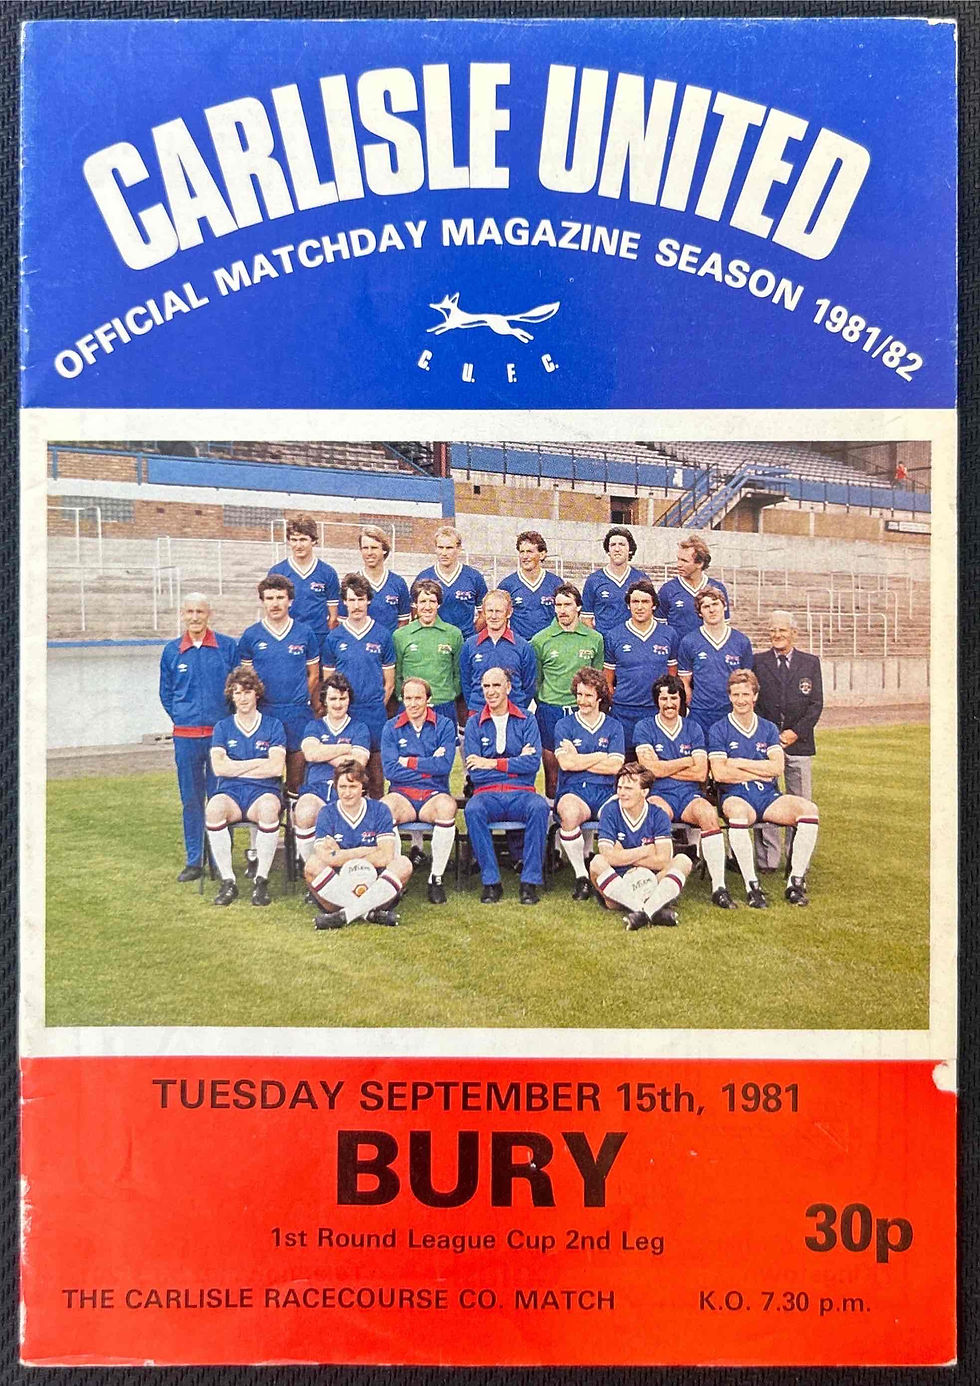 CARLISLE UNITED
OFFICIAL MATCHDAY MAGAZINE SEASON 1981/82
C. U. F. C.
TUESDAY SEPTEMBER 15th, 1981
BURY
1st Round League Cup 2nd Leg
30p
THE CARLISLE RACECOURSE CO. MATCH K.O. 7.30 p.m.